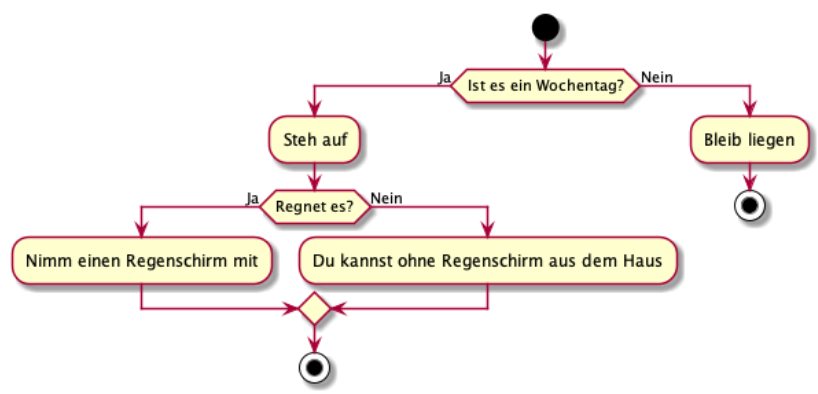 Ja
Ist es ein Wochentag?
Nein
Steh auf
Bleib liegen
Ja
Regnet es?
Nein
Nimm einen Regenschirm mit
Du kannst ohne Regenschirm aus dem Haus